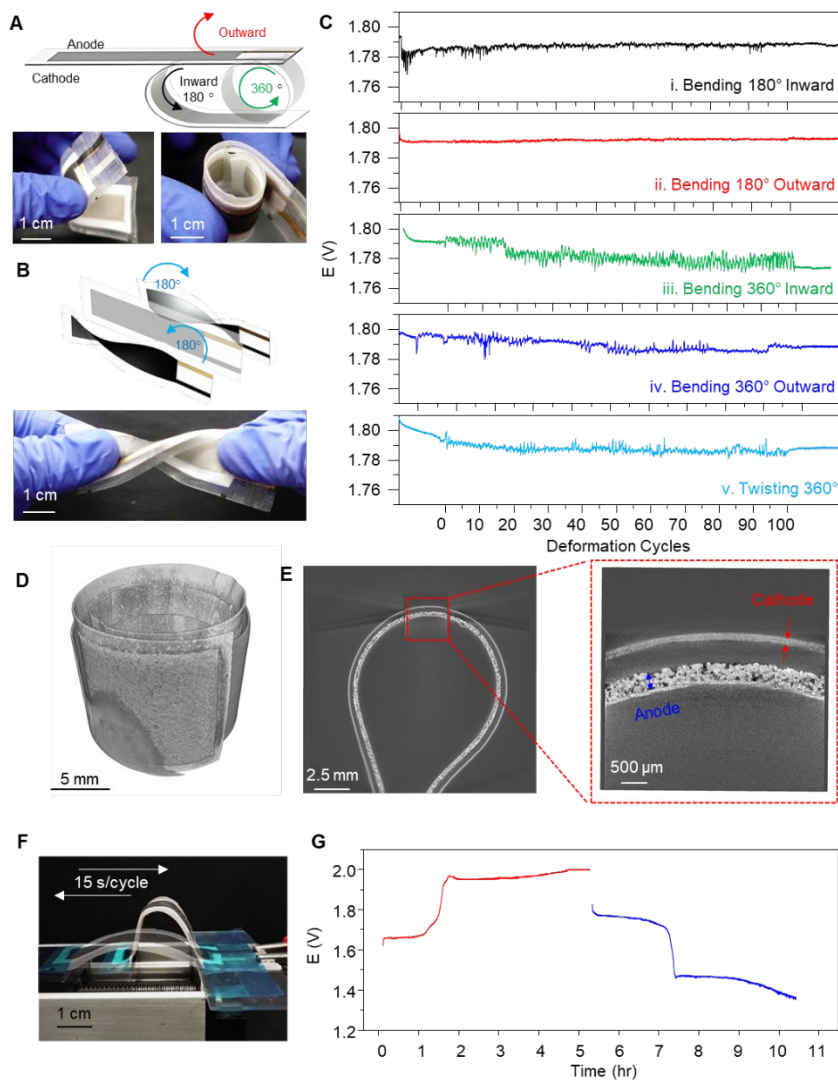 A
Anode
Outward
Cathode
Inward
180 °
360 °
1 cm
1 cm
B
180°
180°
1 cm
C
1.80
1.78
1.76
i. Bending 180° Inward
1.80
1.78
1.76
ii. Bending 180° Outward
1.80
1.78
1.76
iii. Bending 360° Inward
1.80
1.78
1.76
iv. Bending 360° Outward
1.80
1.78
1.76
v. Twisting 360°
E (V)
0 10 20 30 40 50 60 70 80 90 100
Deformation Cycles
D
5 mm
E
2.5 mm
Cathode
Anode
500 µm
F
15 s/cycle
1 cm
G
2.0
1.8
1.6
1.4
1.2
E (V)
0 1 2 3 4 5 6 7 8 9 10 11
Time (hr)